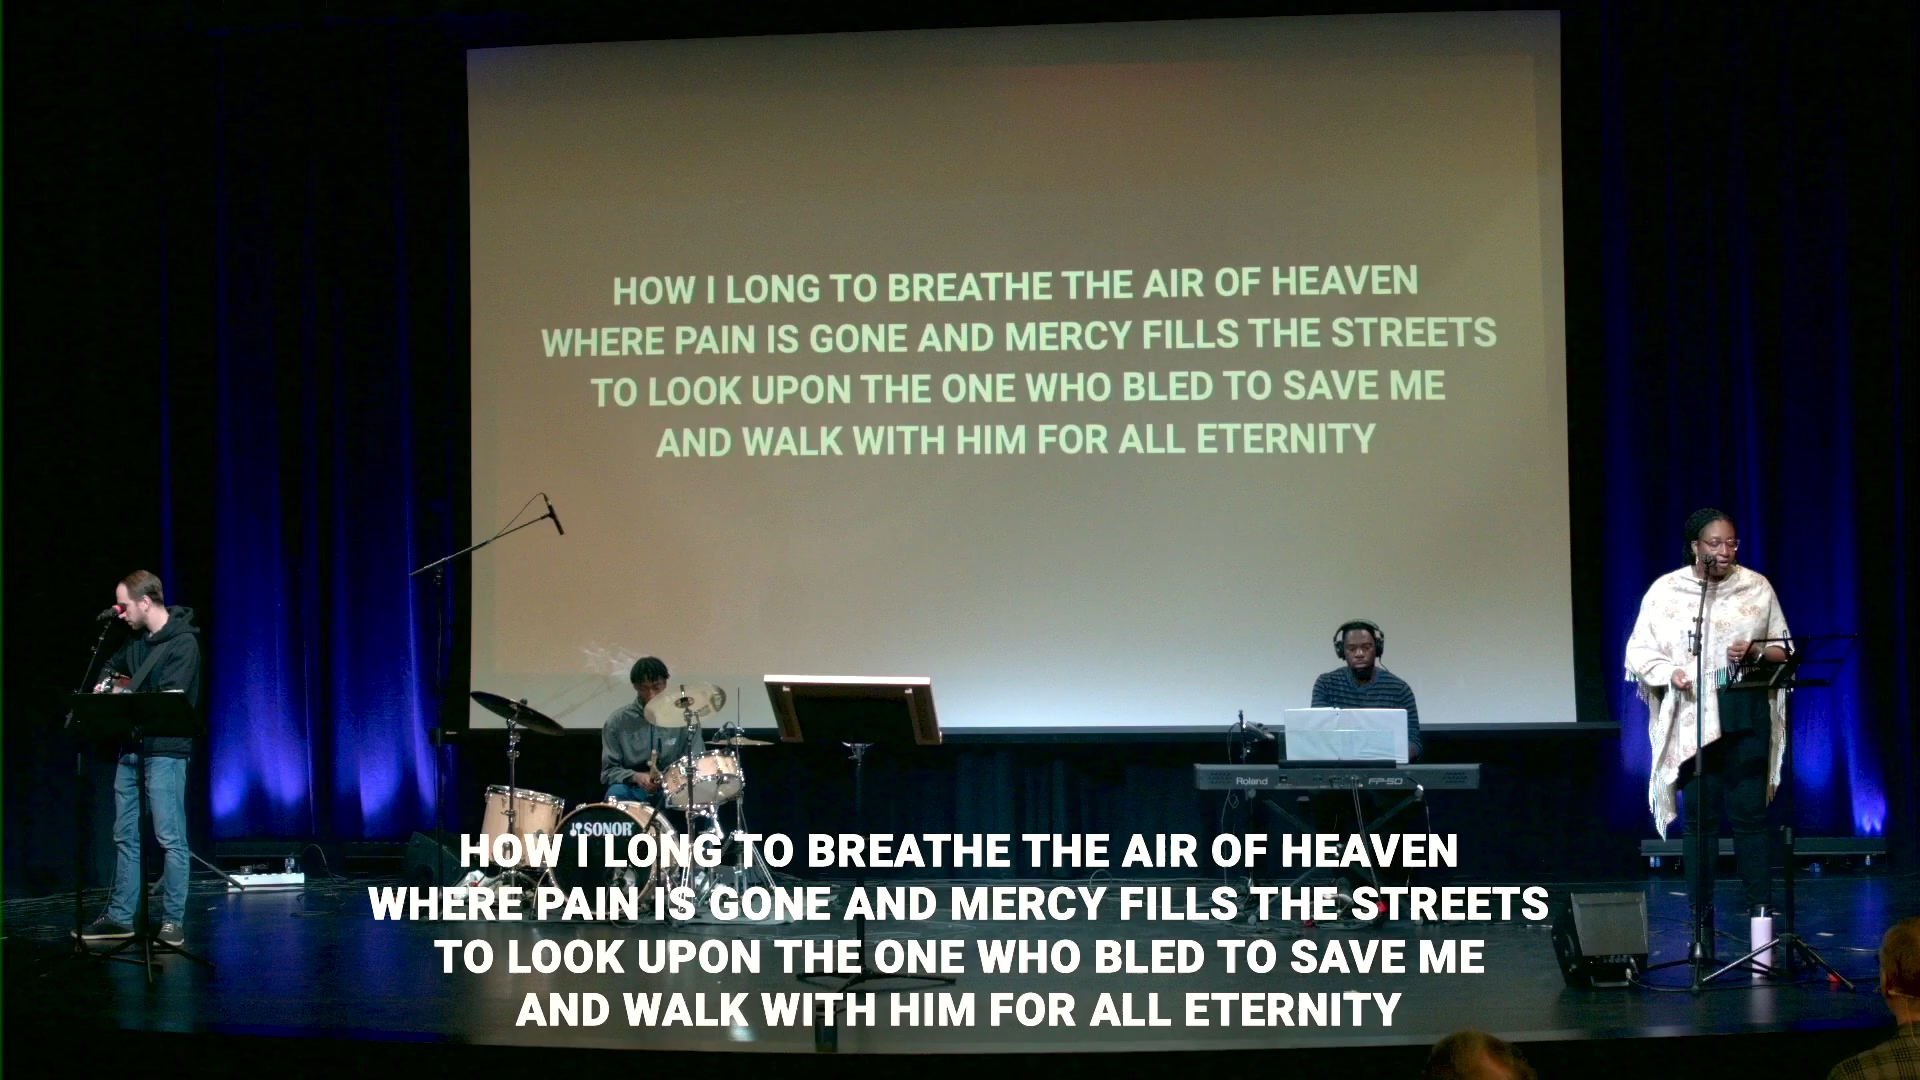 HOW I LONG TO BREATHE THE AIR OF HEAVEN
WHERE PAIN IS GONE AND MERCY FILLS THE STREETS
TO LOOK UPON THE ONE WHO BLED TO SAVE ME
AND WALK WITH HIM FOR ALL ETERNITY
Roland FP-50
SONOR
HOW I LONG TO BREATHE THE AIR OF HEAVEN
WHERE PAIN IS GONE AND MERCY FILLS THE STREETS
TO LOOK UPON THE ONE WHO BLED TO SAVE ME
AND WALK WITH HIM FOR ALL ETERNITY